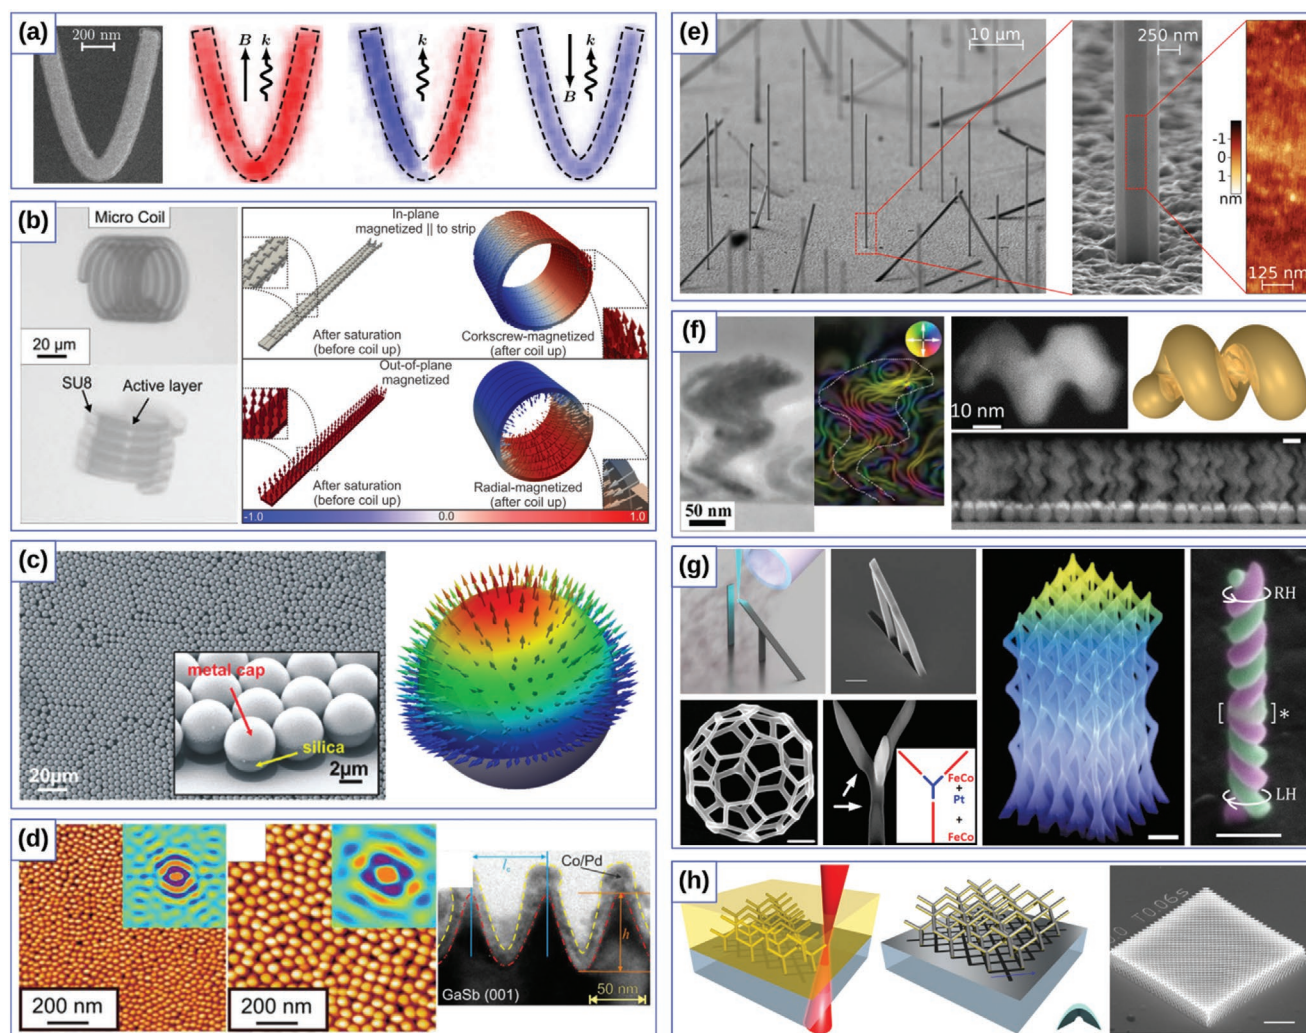 (a)
200 nm
B k
k
k
B
(b)
Micro Coil
20 µm
SU8
Active layer
In-plane
magnetized || to strip
After saturation
(before coil up)
Corkscrew-magnetized
(after coil up)
Out-of-plane
magnetized
After saturation
(before coil up)
Radial-magnetized
(after coil up)
-1.0 0.0 1.0
(c)
metal cap
silica
20µm
2µm
(d)
200 nm
200 nm
Co/Pd
h
GaSb (001)
50 nm
(e)
10 µm
250 nm
-1
0
1
nm
125 nm
(f)
50 nm
10 nm
(g)
FeCo
+
Pt
+
FeCo
RH
[ ]*
LH
(h)
T0.06s